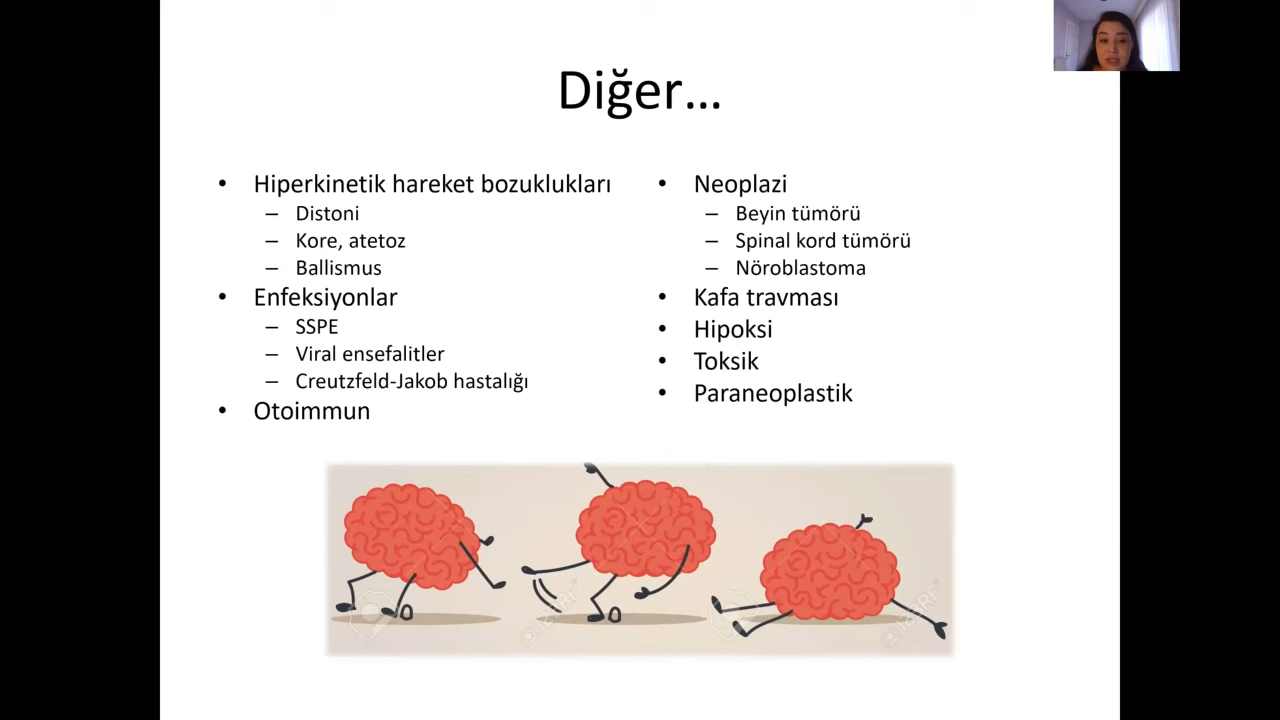 Diğer...
• Hiperkinetik hareket bozuklukları
– Distoni
– Kore, atetoz
– Ballismus
• Enfeksiyonlar
– SSPE
– Viral ensefalitler
– Creutzfeld-Jakob hastalığı
• Otoimmun
• Neoplazi
– Beyin tümörü
– Spinal kord tümörü
– Nöroblastoma
• Kafa travması
• Hipoksi
• Toksik
• Paraneoplastik